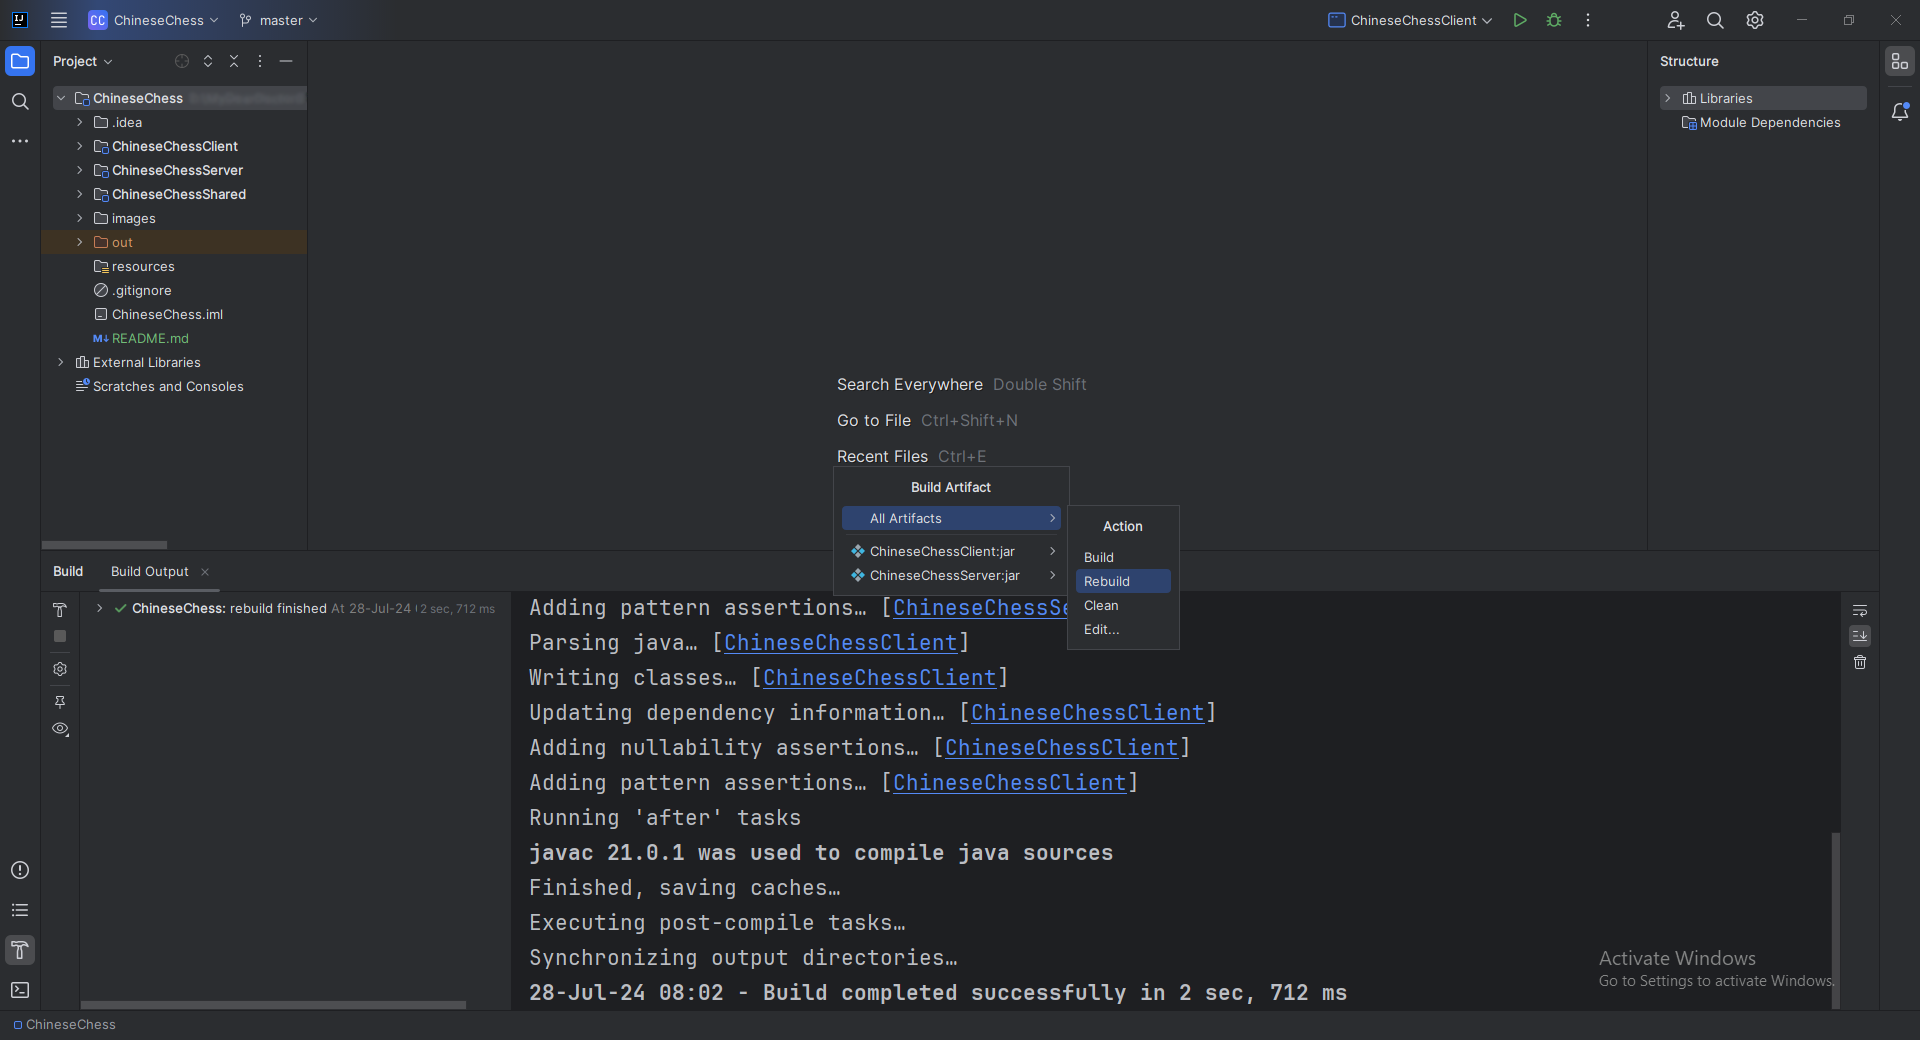 IJ
CC ChineseChess
master
ChineseChessClient
Project
ChineseChess
.idea
ChineseChessClient
ChineseChessServer
ChineseChessShared
images
out
resources
.gitignore
ChineseChess.iml
M↓ README.md
External Libraries
Scratches and Consoles
Search Everywhere Double Shift
Go to File Ctrl+Shift+N
Recent Files Ctrl+E
Build Artifact
All Artifacts
ChineseChessClient:jar
ChineseChessServer:jar
Action
Build
Rebuild
Clean
Edit...
Structure
Libraries
Module Dependencies
Build
Build Output
ChineseChess: rebuild finished At 28-Jul-24 2 sec, 712 ms
Adding pattern assertions… [ChineseChessSe
Parsing java… [ChineseChessClient]
Writing classes… [ChineseChessClient]
Updating dependency information… [ChineseChessClient]
Adding nullability assertions… [ChineseChessClient]
Adding pattern assertions… [ChineseChessClient]
Running 'after' tasks
javac 21.0.1 was used to compile java sources
Finished, saving caches…
Executing post-compile tasks…
Synchronizing output directories…
28-Jul-24 08:02 - Build completed successfully in 2 sec, 712 ms
Activate Windows
Go to Settings to activate Windows.
ChineseChess